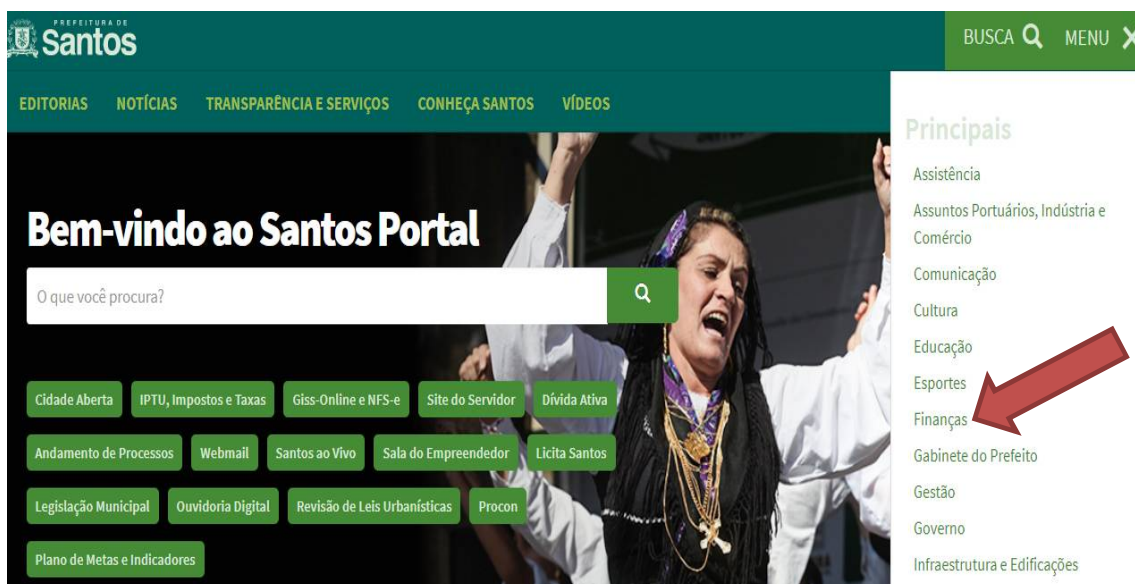 PREFEITURA DE
Santos
BUSCA
MENU
EDITORIAS NOTÍCIAS TRANSPARÊNCIA E SERVIÇOS CONHEÇA SANTOS VÍDEOS
Bem-vindo ao Santos Portal
O que você procura?
Cidade Aberta IPTU, Impostos e Taxas Giss-Online e NFS-e Site do Servidor Dívida Ativa
Andamento de Processos Webmail Santos ao Vivo Sala do Empreendedor Licita Santos
Legislação Municipal Ouvidoria Digital Revisão de Leis Urbanísticas Procon
Plano de Metas e Indicadores
Principais
Assistência
Assuntos Portuários, Indústria e
Comércio
Comunicação
Cultura
Educação
Esportes
Finanças
Gabinete do Prefeito
Gestão
Governo
Infraestrutura e Edificações